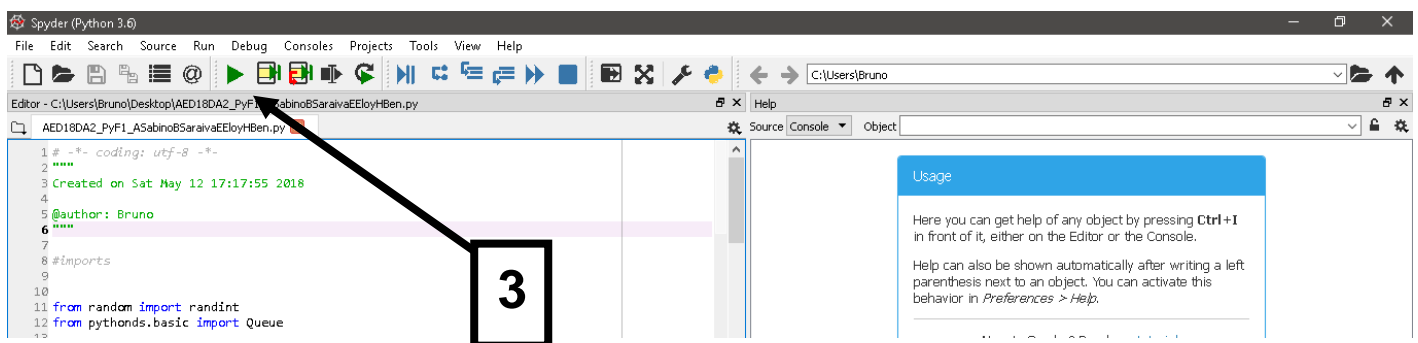 Spyder (Python 3.6)
File Edit Search Source Run Debug Consoles Projects Tools View Help
C:\Users\Bruno
Editor - C:\Users\Bruno\Desktop\AED18DA2_PyF1_ASabinoBSaraivaEEloyHBen.py
Help
AED18DA2_PyF1_ASabinoBSaraivaEEloyHBen.py
Source Console Object
1 # -*- coding: utf-8 -*-
2 """
3 Created on Sat May 12 17:17:55 2018
4
5 @author: Bruno
6 """
7
8 #imports
9
10
11 from random import randint
12 from pythonds.basic import Queue
3
Usage
Here you can get help of any object by pressing Ctrl+I
in front of it, either on the Editor or the Console.
Help can also be shown automatically after writing a left
parenthesis next to an object. You can activate this
behavior in Preferences > Help.